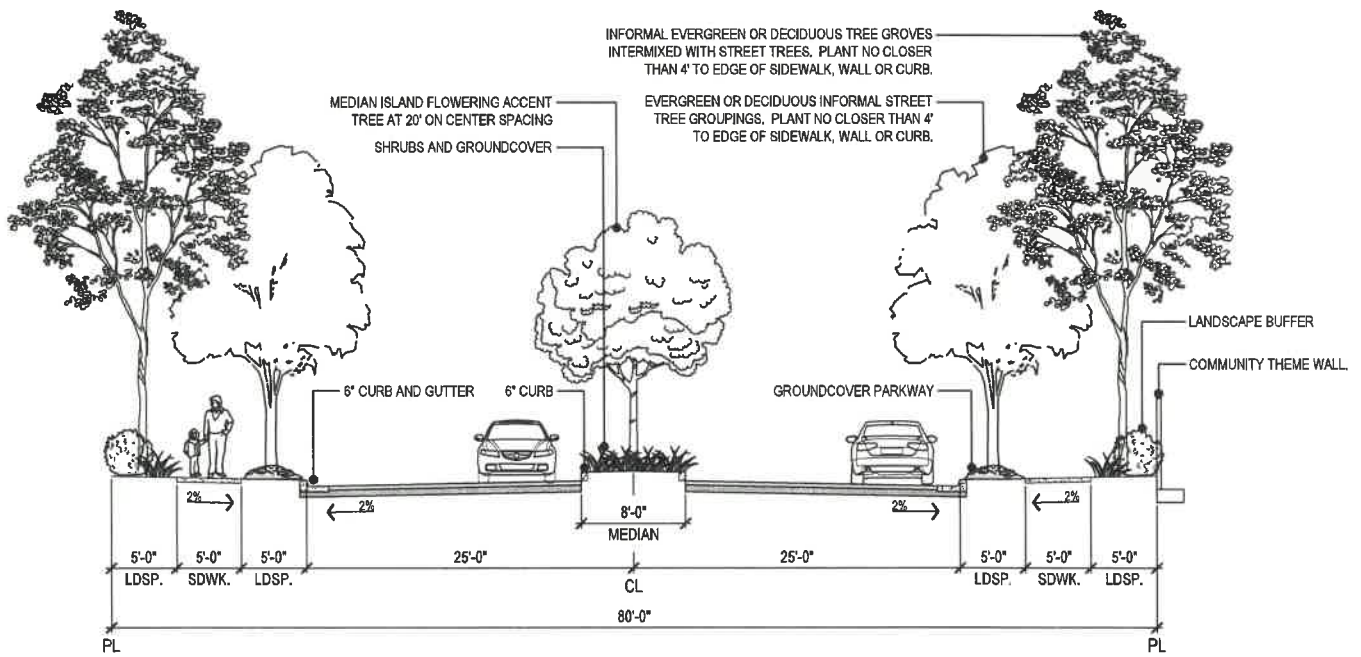 INFORMAL EVERGREEN OR DECIDUOUS TREE GROVES
INTERMIXED WITH STREET TREES. PLANT NO CLOSER
THAN 4' TO EDGE OF SIDEWALK, WALL OR CURB.
MEDIAN ISLAND FLOWERING ACCENT
TREE AT 20' ON CENTER SPACING
SHRUBS AND GROUNDCOVER
EVERGREEN OR DECIDUOUS INFORMAL STREET
TREE GROUPINGS. PLANT NO CLOSER THAN 4'
TO EDGE OF SIDEWALK, WALL OR CURB.
LANDSCAPE BUFFER
COMMUNITY THEME WALL
6" CURB AND GUTTER
6" CURB
GROUNDCOVER PARKWAY
2%
2%
2%
2%
8'-0"
MEDIAN
5'-0"
LDSP.
5'-0"
SDWK.
5'-0"
LDSP.
25'-0"
CL
25'-0"
5'-0"
LDSP.
5'-0"
SDWK.
5'-0"
LDSP.
80'-0"
PL
PL